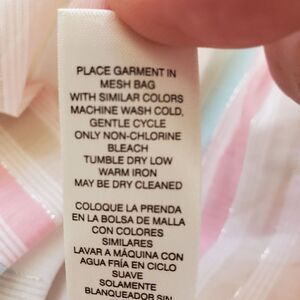 PLACE GARMENT IN
MESH BAG
WITH SIMILAR COLORS
MACHINE WASH COLD,
GENTLE CYCLE
ONLY NON-CHLORINE
BLEACH
TUMBLE DRY LOW
WARM IRON
MAY BE DRY CLEANED
COLOQUE LA PRENDA
EN LA BOLSA DE MALLA
CON COLORES
SIMILARES
LAVAR A MÁQUINA CON
AGUA FRÍA EN CICLO
SUAVE
SOLAMENTE
BLANQUEADOR SIN